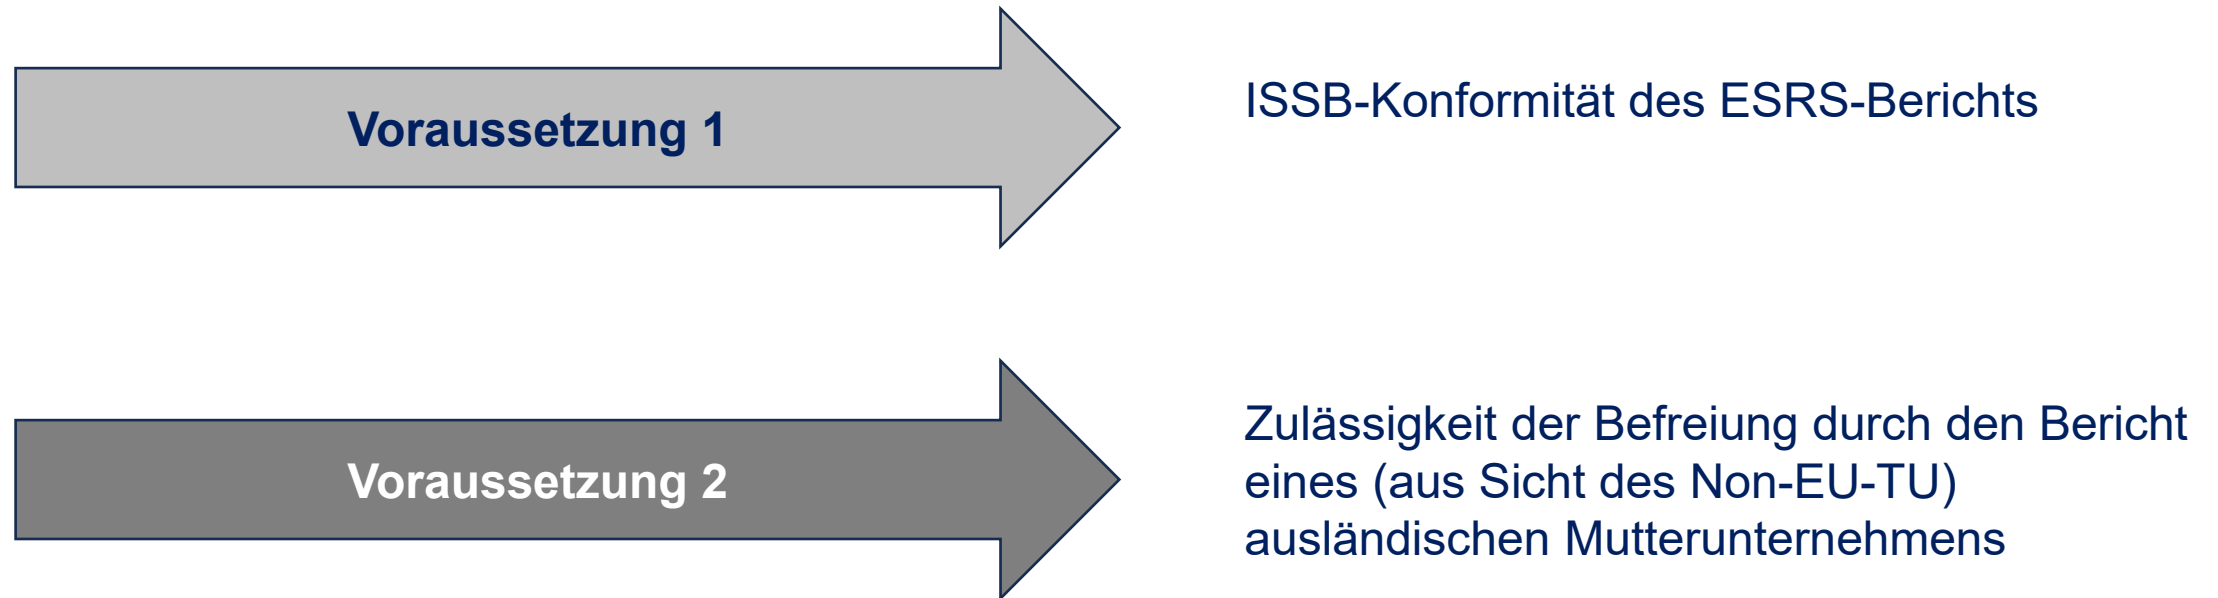 Voraussetzung 1
ISSB-Konformität des ESRS-Berichts
Voraussetzung 2
Zulässigkeit der Befreiung durch den Bericht
eines (aus Sicht des Non-EU-TU)
ausländischen Mutterunternehmens